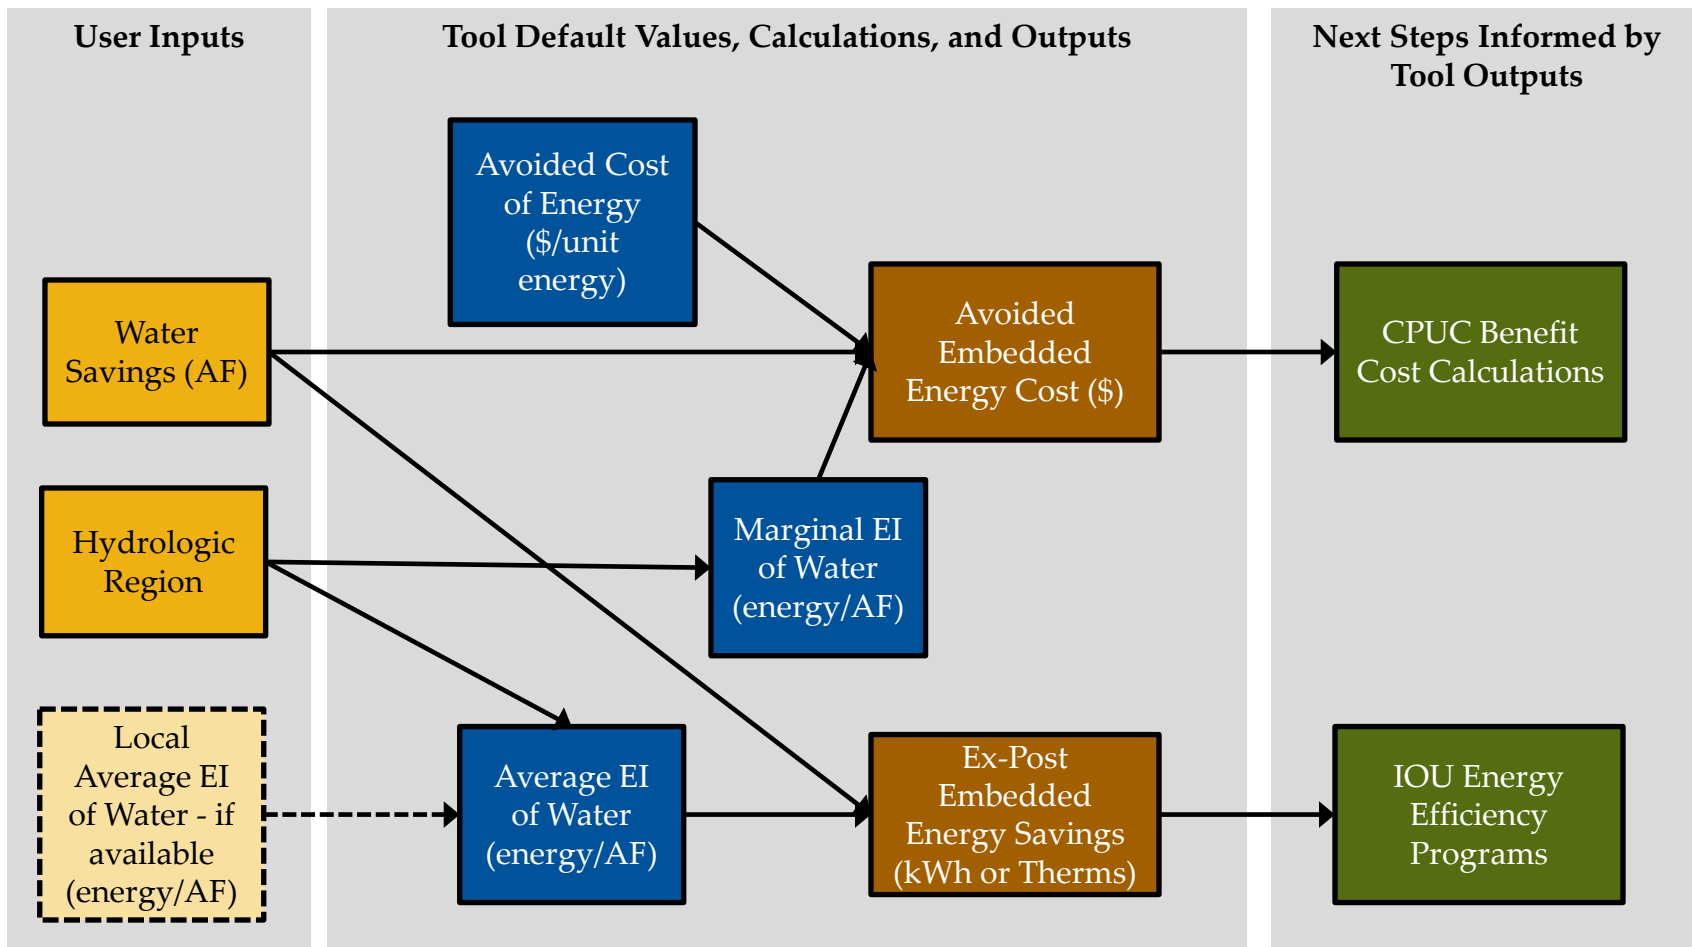 User Inputs
Tool Default Values, Calculations, and Outputs
Next Steps Informed by
Tool Outputs
Avoided Cost
of Energy
($/unit
energy)
Water
Savings (AF)
Avoided
Embedded
Energy Cost ($)
CPUC Benefit
Cost Calculations
Hydrologic
Region
Marginal EI
of Water
(energy/AF)
Local
Average EI
of Water - if
available
(energy/AF)
Average EI
of Water
(energy/AF)
Ex-Post
Embedded
Energy Savings
(kWh or Therms)
IOU Energy
Efficiency
Programs